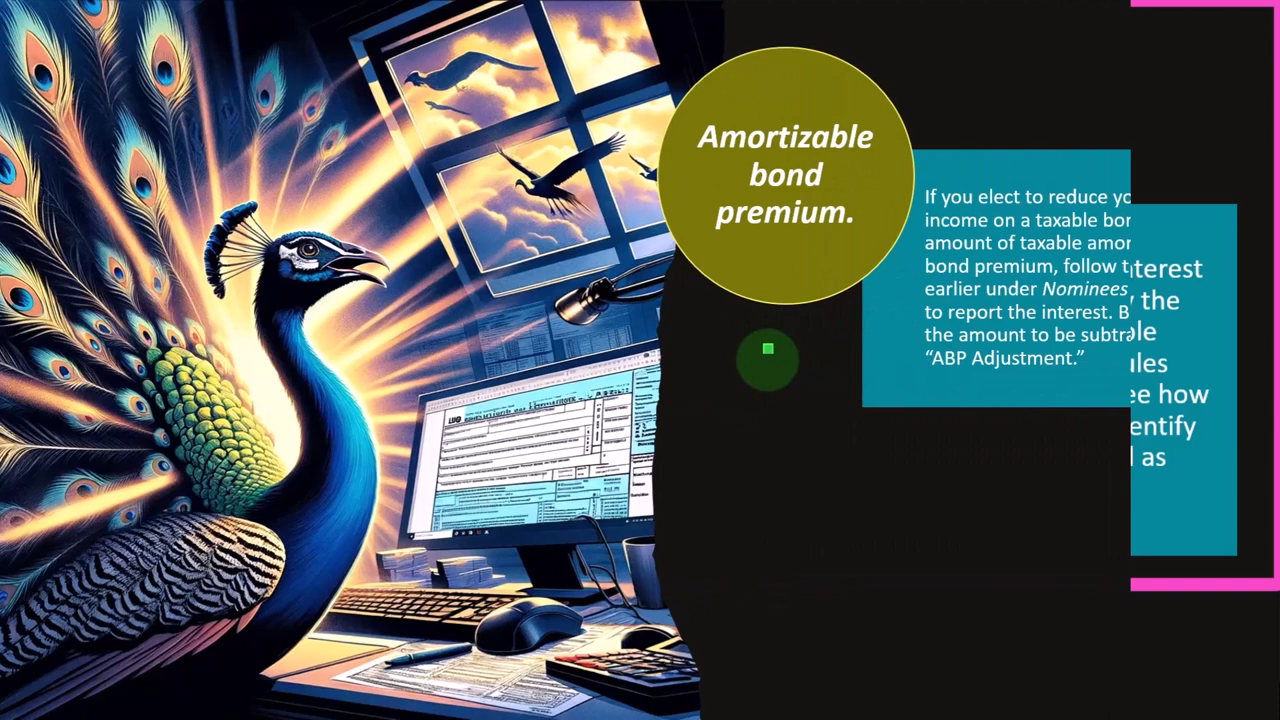 Amortizable
bond
premium.
If you elect to reduce yo
income on a taxable bon
amount of taxable amor
bond premium, follow t
earlier under Nominees
to report the interest. B
the amount to be subtra
“ABP Adjustment.”
terest
the
ble
ules
ee how
entify
as